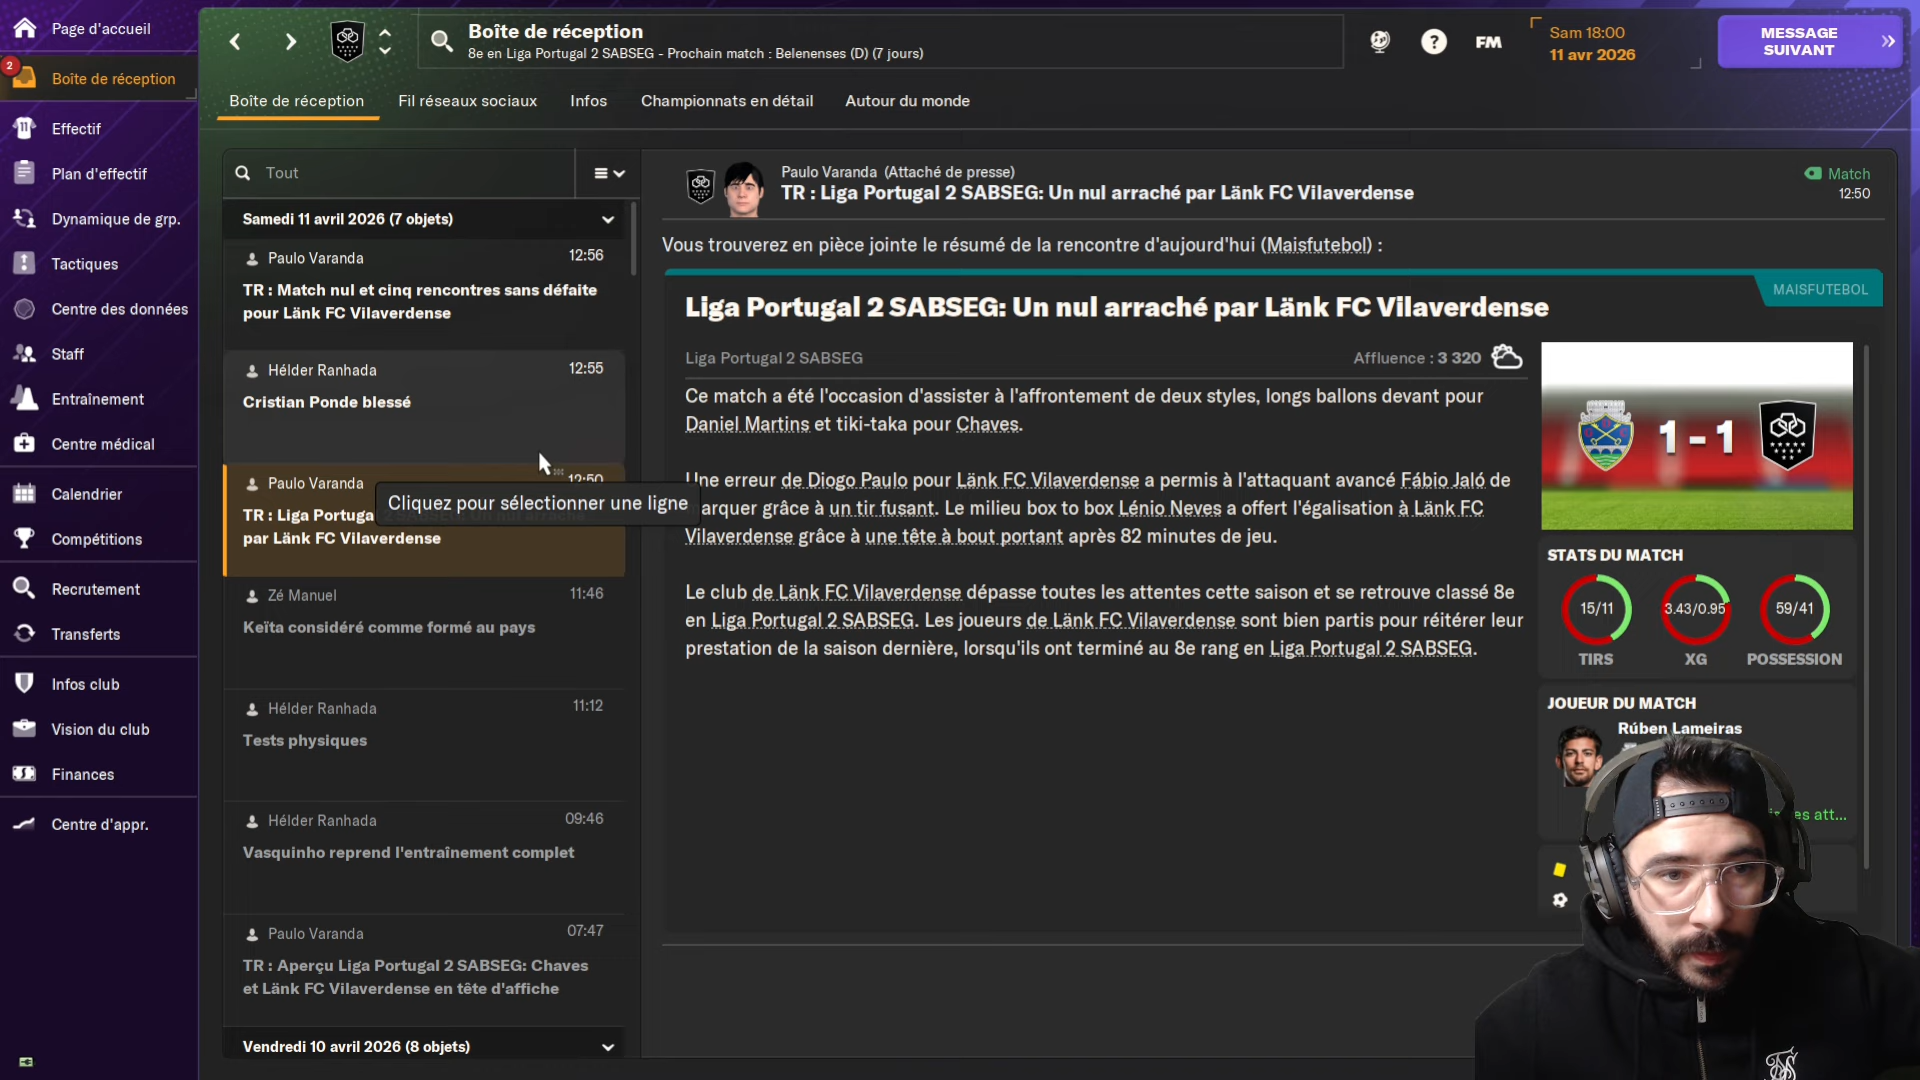 Page d'accueil
2
Boîte de réception
Effectif
Plan d'effectif
Dynamique de grp.
Tactiques
Centre des données
Staff
Entraînement
Centre médical
Calendrier
Compétitions
Recrutement
Transferts
Infos club
Vision du club
Finances
Centre d'appr.
Boîte de réception
8e en Liga Portugal 2 SABSEG - Prochain match : Belenenses (D) (7 jours)
?
FM
Sam 18:00
11 avr 2026
MESSAGE
SUIVANT
Boîte de réception
Fil réseaux sociaux
Infos
Championnats en détail
Autour du monde
Tout
Samedi 11 avril 2026 (7 objets)
Paulo Varanda
12:56
TR : Match nul et cinq rencontres sans défaite
pour Länk FC Vilaverdense
Hélder Ranhada
12:55
Cristian Ponde blessé
Paulo Varanda
12:50
TR : Liga Portuga
par Länk FC Vilaverdense
Cliquez pour sélectionner une ligne
Zé Manuel
11:46
Keïta considéré comme formé au pays
Hélder Ranhada
11:12
Tests physiques
Hélder Ranhada
09:46
Vasquinho reprend l'entraînement complet
Paulo Varanda
07:47
TR : Aperçu Liga Portugal 2 SABSEG: Chaves
et Länk FC Vilaverdense en tête d'affiche
Vendredi 10 avril 2026 (8 objets)
Paulo Varanda (Attaché de presse)
TR : Liga Portugal 2 SABSEG: Un nul arraché par Länk FC Vilaverdense
Match
12:50
Vous trouverez en pièce jointe le résumé de la rencontre d'aujourd'hui (Maisfutebol) :
MAISFUTEBOL
Liga Portugal 2 SABSEG: Un nul arraché par Länk FC Vilaverdense
Liga Portugal 2 SABSEG
Affluence : 3 320
Ce match a été l'occasion d'assister à l'affrontement de deux styles, longs ballons devant pour
Daniel Martins et tiki-taka pour Chaves.
Une erreur de Diogo Paulo pour Länk FC Vilaverdense a permis à l'attaquant avancé Fábio Jaló de
arquer grâce à un tir fusant. Le milieu box to box Lénio Neves a offert l'égalisation à Länk FC
Vilaverdense grâce à une tête à bout portant après 82 minutes de jeu.
Le club de Länk FC Vilaverdense dépasse toutes les attentes cette saison et se retrouve classé 8e
en Liga Portugal 2 SABSEG. Les joueurs de Länk FC Vilaverdense sont bien partis pour réitérer leur
prestation de la saison dernière, lorsqu'ils ont terminé au 8e rang en Liga Portugal 2 SABSEG.
1 - 1
STATS DU MATCH
15/11
3.43/0.95
59/41
TIRS
XG
POSSESSION
JOUEUR DU MATCH
Rúben Lameiras
es att...